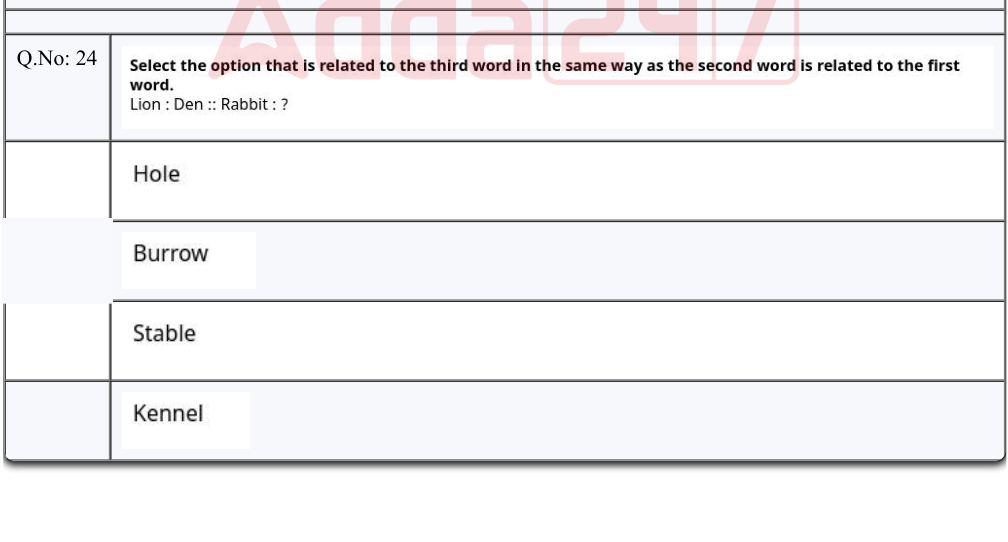 Adda247
Q.No: 24
Select the option that is related to the third word in the same way as the second word is related to the first
word.
Lion : Den :: Rabbit : ?
Hole
Burrow
Stable
Kennel